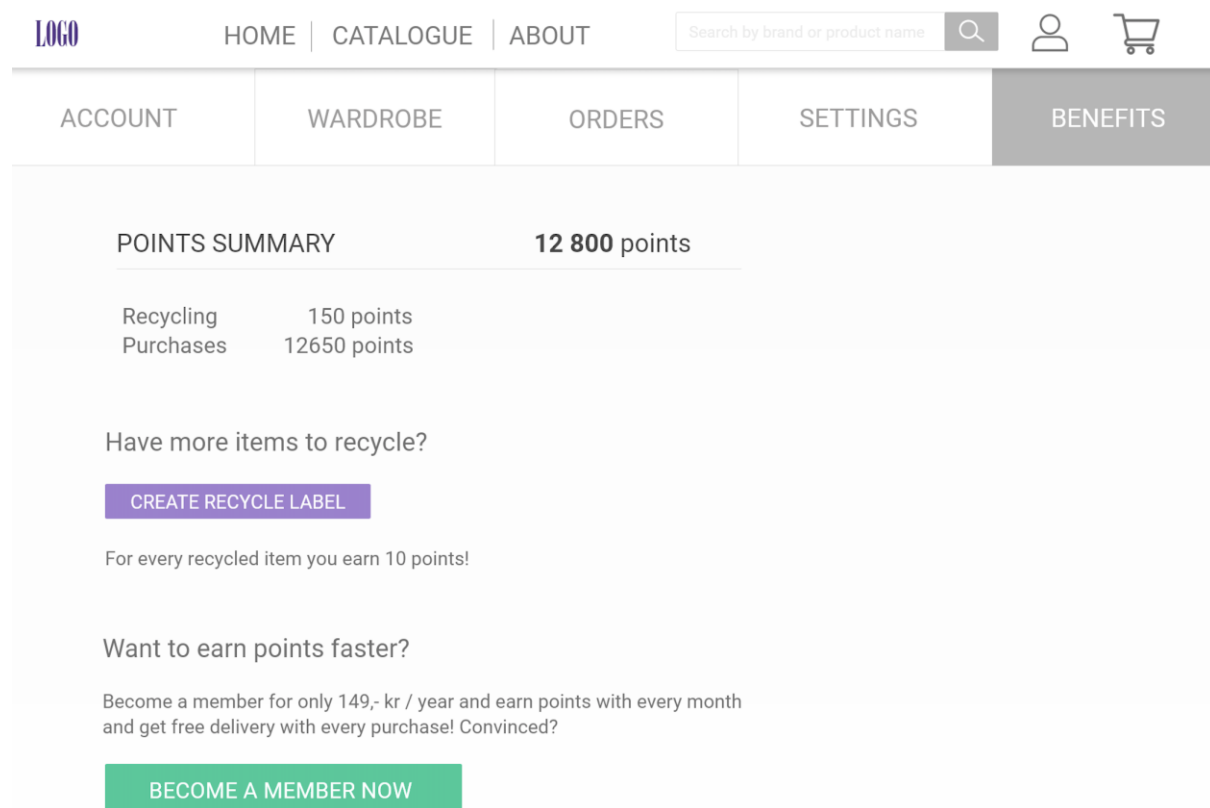 LOGO
HOME
CATALOGUE
ABOUT
Search by brand or product name
ACCOUNT
WARDROBE
ORDERS
SETTINGS
BENEFITS
POINTS SUMMARY 12 800 points
Recycling 150 points
Purchases 12650 points
Have more items to recycle?
CREATE RECYCLE LABEL
For every recycled item you earn 10 points!
Want to earn points faster?
Become a member for only 149,- kr / year and earn points with every month
and get free delivery with every purchase! Convinced?
BECOME A MEMBER NOW